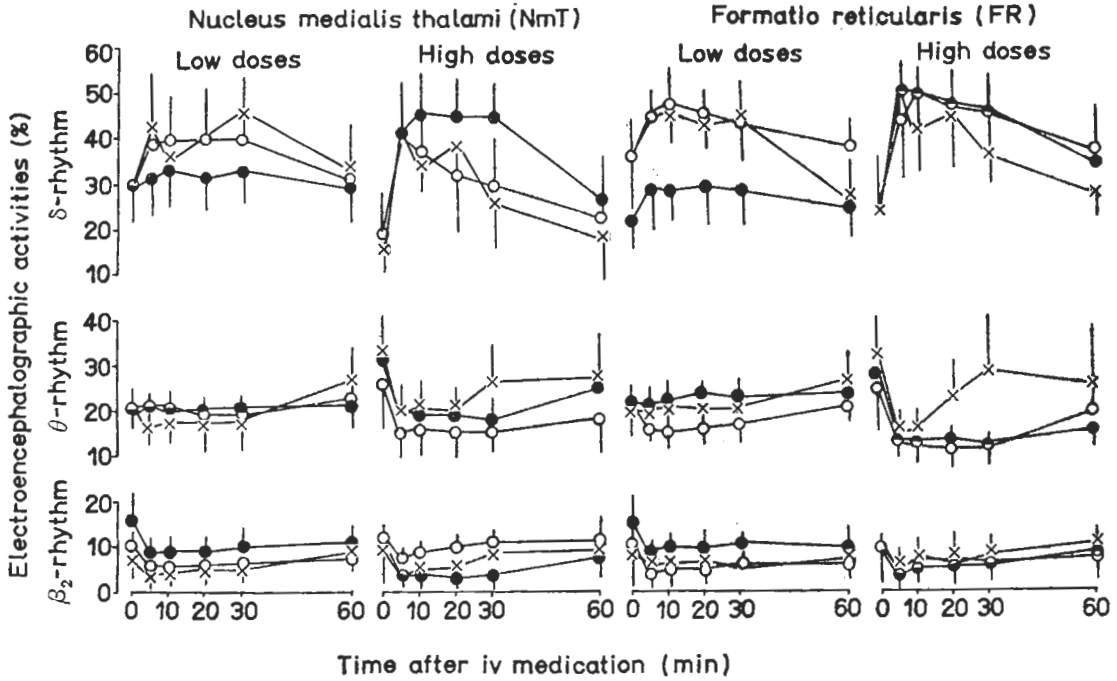 Nucleus medialis thalami (NmT)
Formatio reticularis (FR)
Low doses
High doses
Low doses
High doses
Electroencephalographic activities (%)
δ-rhythm
60
50
40
30
20
10
θ-rhythm
40
30
20
10
β₂-rhythm
20
10
0
0 10 20 30 60
0 10 20 30 60
0 10 20 30 60
0 10 20 30 60
Time after iv medication (min)